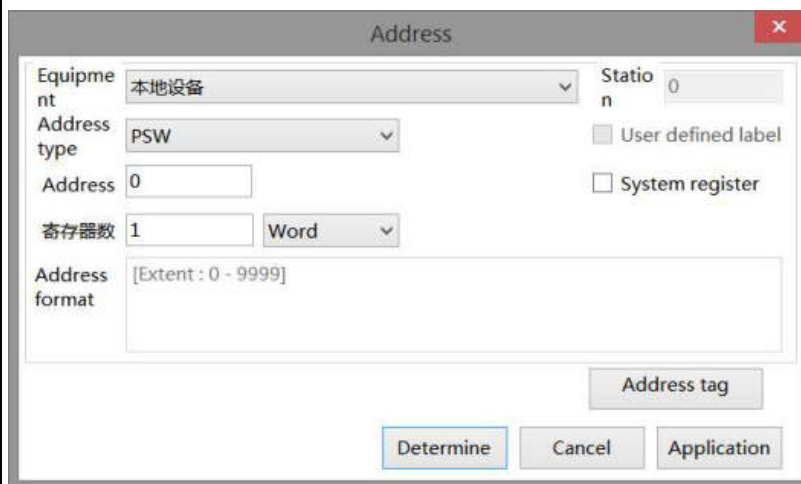 Address
Equipme
nt
本地设备
Statio
n
0
Address
type
PSW
User defined label
Address
0
System register
寄存器数
1
Word
Address
format
[Extent : 0 - 9999]
Address tag
Determine
Cancel
Application